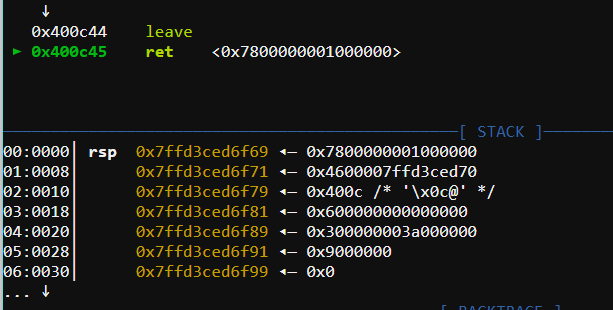 ↓
0x400c44 leave
► 0x400c45 ret <0x7800000001000000>
[ STACK ]
00:0000│ rsp 0x7ffd3ced6f69 ◂— 0x7800000001000000
01:0008│ 0x7ffd3ced6f71 ◂— 0x4600007ffd3ced70
02:0010│ 0x7ffd3ced6f79 ◂— 0x400c /* '\x0c@' */
03:0018│ 0x7ffd3ced6f81 ◂— 0x600000000000000
04:0020│ 0x7ffd3ced6f89 ◂— 0x300000003a000000
05:0028│ 0x7ffd3ced6f91 ◂— 0x9000000
06:0030│ 0x7ffd3ced6f99 ◂— 0x0
... ↓
[ BACKTRACE